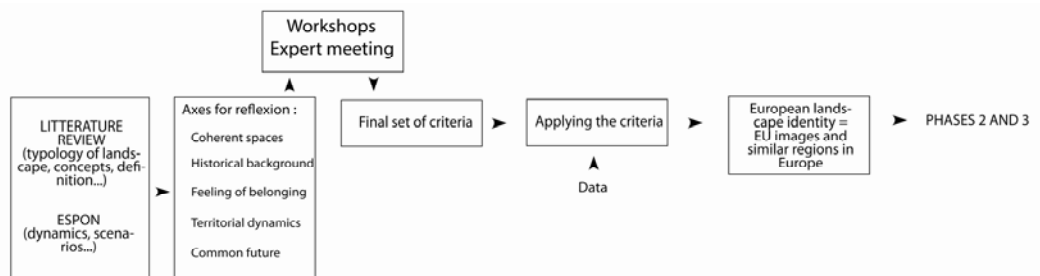 Workshops
Expert meeting
LITTERATURE
REVIEW
(typology of lands-
cape, concepts, defi-
nition...)
ESPON
(dynamics, scena-
rios...)
Axes for reflexion :
Coherent spaces
Historical background
Feeling of belonging
Territorial dynamics
Common future
Final set of criteria
Applying the criteria
Data
European lands-
cape identity =
EU images and
similar regions in
Europe
PHASES 2 AND 3